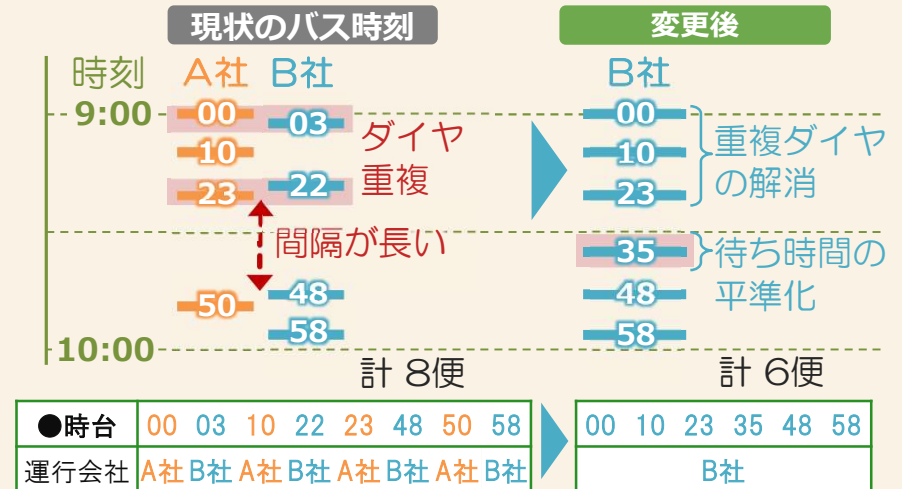 現状のバス時刻
変更後
時刻 A社 B社
B社
9:00
00
03
10
22
23
50
48
58
ダイヤ
重複
間隔が長い
10:00
計 8便
00
10
23
35
48
58
重複ダイヤ
の解消
待ち時間の
平準化
計 6便
●時台 00 03 10 22 23 48 50 58
運行会社 A社 B社 A社 B社 A社 B社 A社 B社
00 10 23 35 48 58
B社